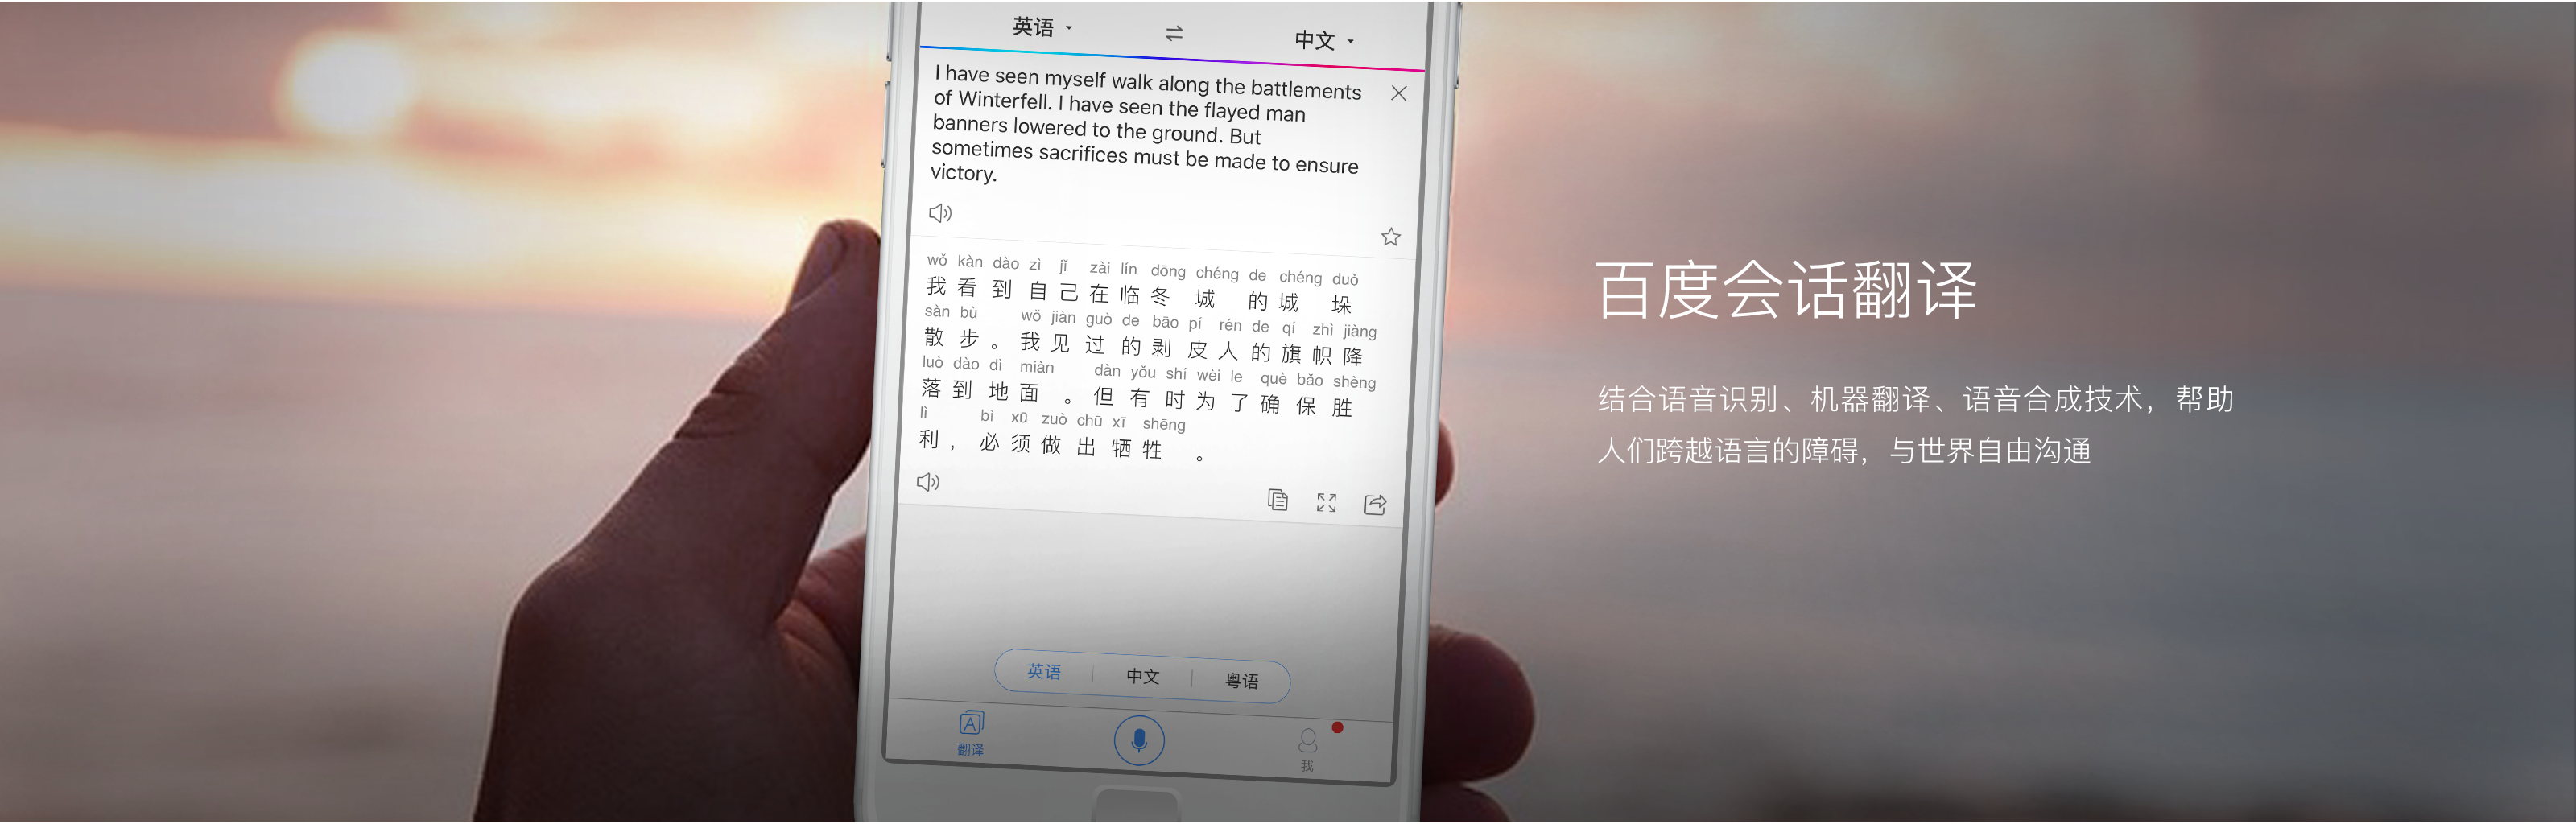 英语
中文
I have seen myself walk along the battlements
of Winterfell. I have seen the flayed man
banners lowered to the ground. But
sometimes sacrifices must be made to ensure
victory.
wǒ kàn dào zì jǐ zài lín dōng chéng de chéng duǒ
我看到自己在临冬城的城垛
sàn bù wǒ jiàn guò de bāo pí rén de qí zhì jiàng
散步。我见过的剥皮人的旗帜降
luò dào dì miàn dàn yǒu shí wèi le què bǎo shèng
落到地面。但有时为了确保胜
lì bì xū zuò chū xī shēng
利，必须做出牺牲。
英语 中文 粤语
翻译
我
百度会话翻译
结合语音识别、机器翻译、语音合成技术，帮助
人们跨越语言的障碍，与世界自由沟通